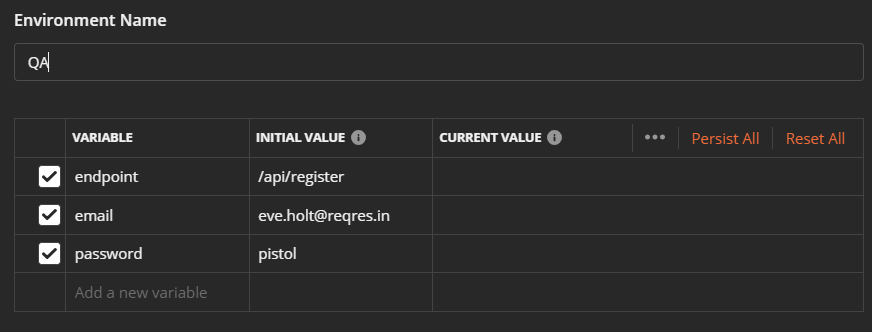 Environment Name
QA
VARIABLE INITIAL VALUE CURRENT VALUE Persist All Reset All
endpoint /api/register
email eve.holt@reqres.in
password pistol
Add a new variable